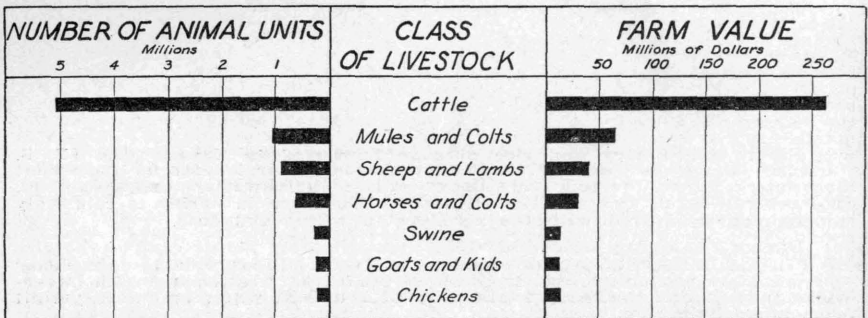 NUMBER OF ANIMAL UNITS
Millions
5 4 3 2 1
CLASS
OF LIVESTOCK
FARM VALUE
Millions of Dollars
50 100 150 200 250
Cattle
Mules and Colts
Sheep and Lambs
Horses and Colts
Swine
Goats and Kids
Chickens